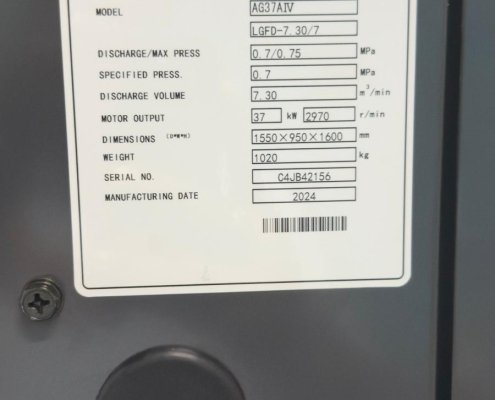 MODEL AG37AⅣ
LGFD-7.30/7
DISCHARGE/MAX PRESS 0.7/0.75 MPa
SPECIFIED PRESS. 0.7 MPa
DISCHARGE VOLUME 7.30 m³/min
MOTOR OUTPUT 37 kW 2970 r/min
DIMENSIONS (D*W*H) 1550×950×1600 mm
WEIGHT 1020 kg
SERIAL NO. C4JB42156
MANUFACTURING DATE 2024